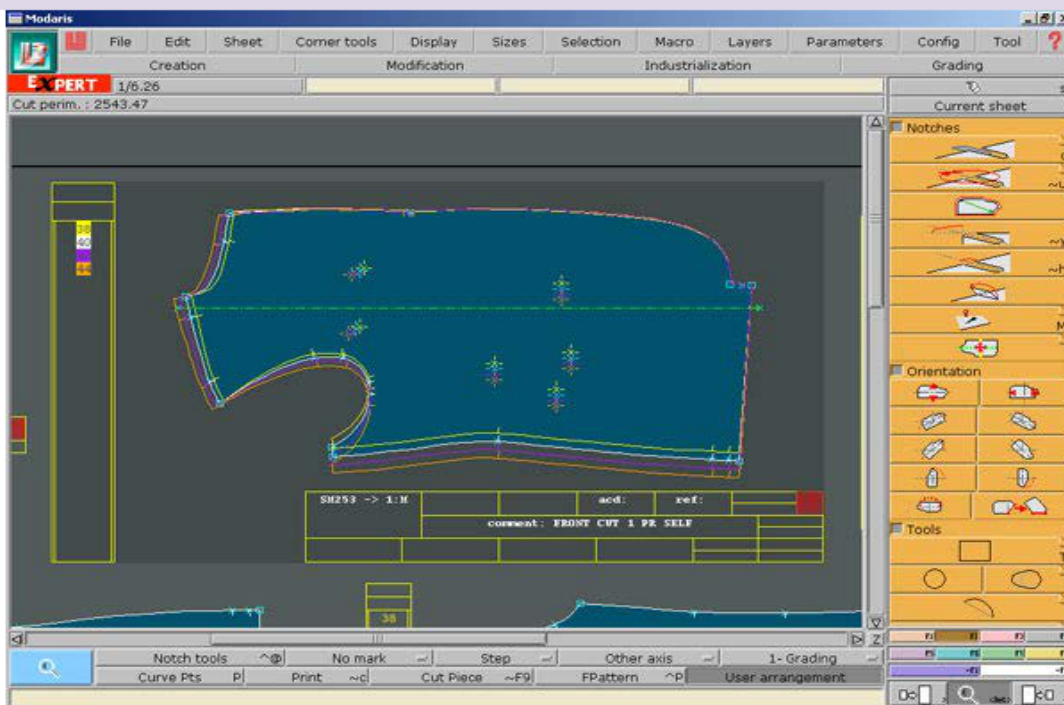 Modaris
File Edit Sheet Corner tools Display Sizes Selection Macro Layers Parameters Config Tool ?
Creation Modification Industrialization Grading
EXPERT 1/6.26
Cut perim. : 2543.47
Current sheet
Notches
38
40
44
Orientation
SH253 -> 1:M acd: ref:
comment: FRONT CUT 1 PR SELF
Tools
38
Z
Notch tools ^@ No mark Step Other axis 1- Grading
Curve Pts P Print ~c Cut Piece ~F9 FPattern ^P User arrangement